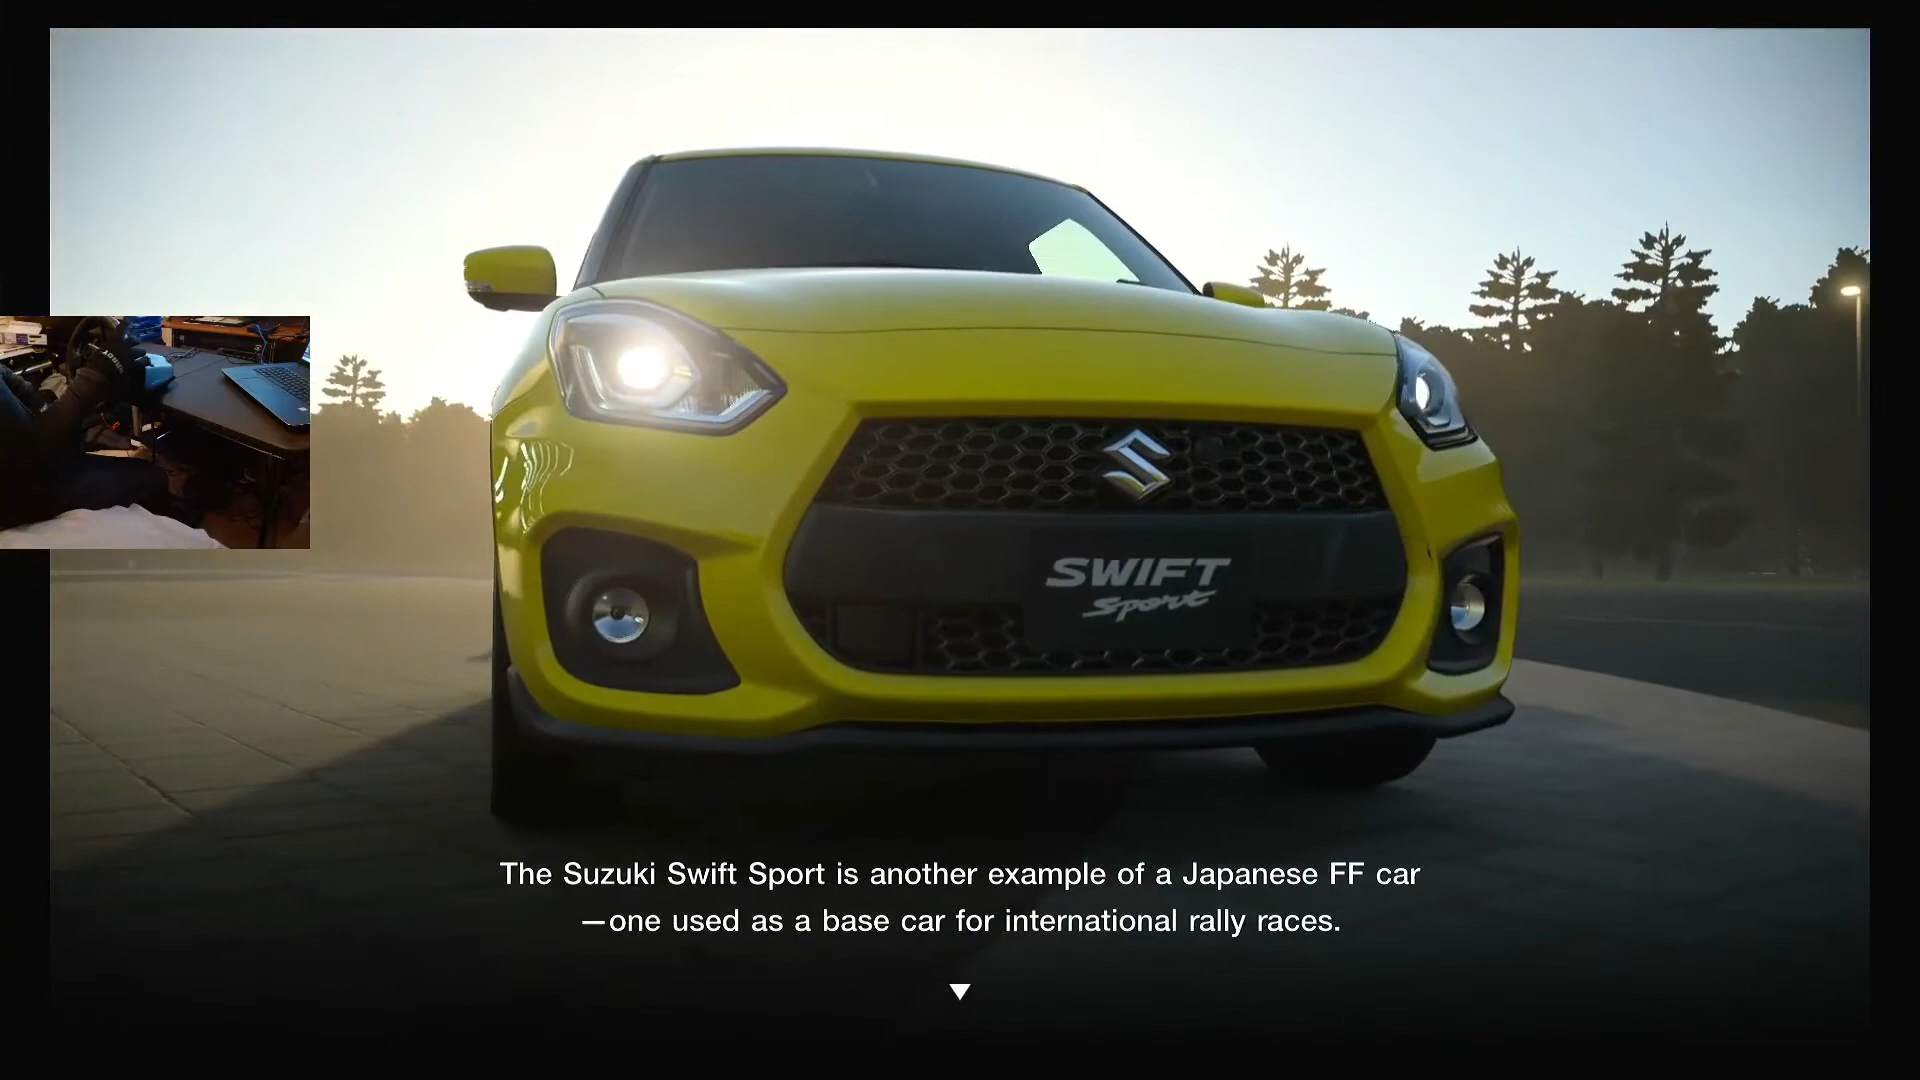 SWIFT
Sport
The Suzuki Swift Sport is another example of a Japanese FF car
—one used as a base car for international rally races.